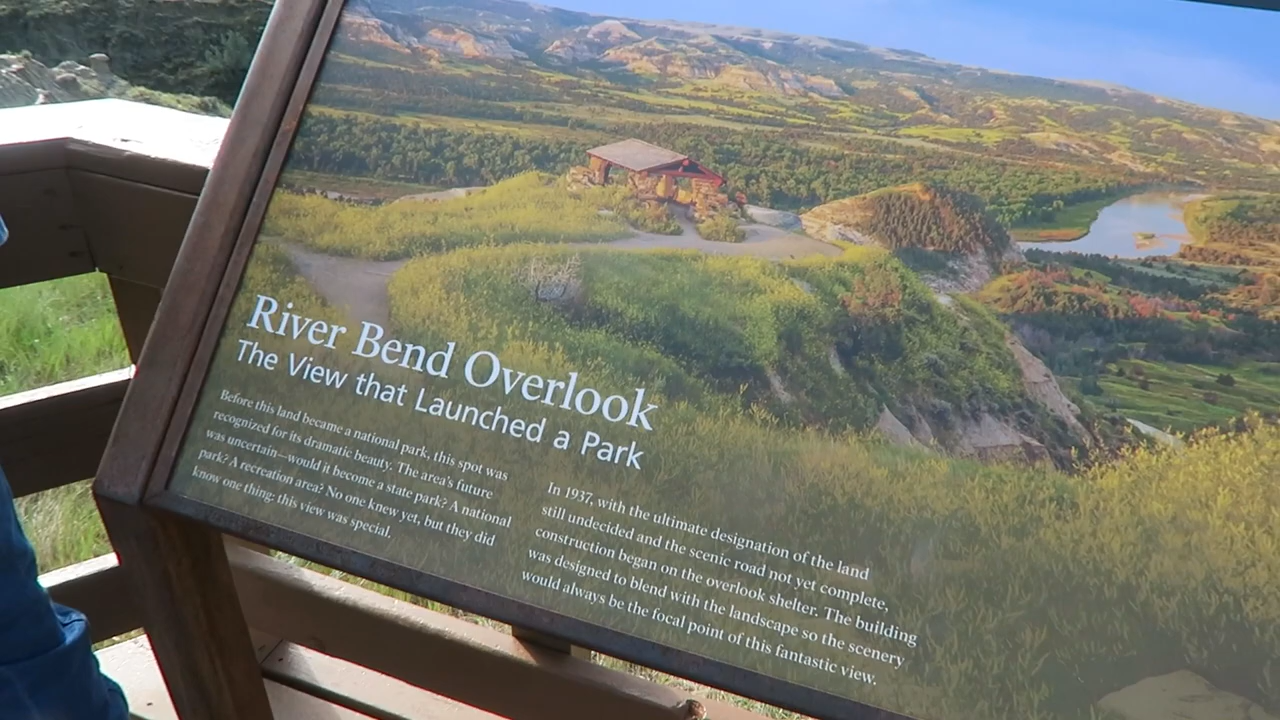 River Bend Overlook
The View that Launched a Park
Before this land became a national park, this spot was
recognized for its dramatic beauty. The area's future
was uncertain—would it become a state park? A national
park? A recreation area? No one knew yet, but they did
know one thing: this view was special.
In 1937, with the ultimate designation of the land
still undecided and the scenic road not yet complete,
construction began on the overlook shelter. The building
was designed to blend with the landscape so the scenery
would always be the focal point of this fantastic view.